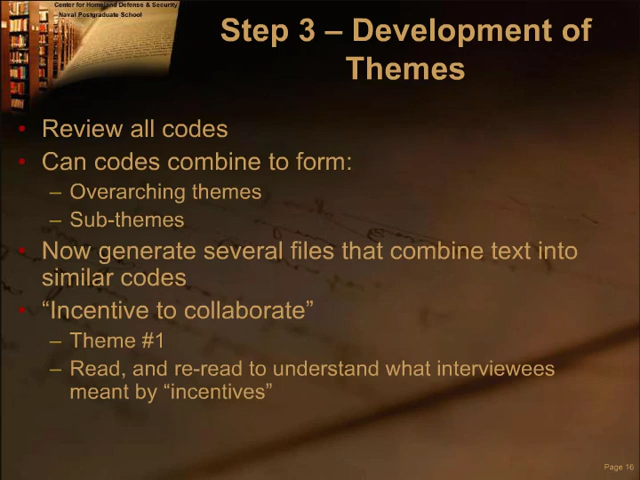 Center for Homeland Defense & Security
Naval Postgraduate School
Step 3 – Development of
Themes
• Review all codes
• Can codes combine to form:
– Overarching themes
– Sub-themes
• Now generate several files that combine text into
similar codes
• “Incentive to collaborate”
– Theme #1
– Read, and re-read to understand what interviewees
meant by “incentives”
Page 16